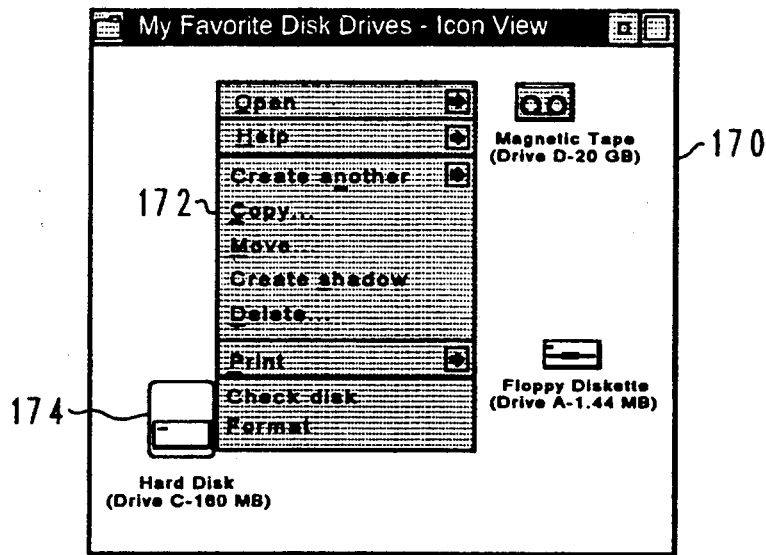 My Favorite Disk Drives - Icon View
Open
Help
Create another
Copy...
Move...
Create shadow
Delete...
Print
Check disk
Format
Magnetic Tape
(Drive D-20 GB)
Floppy Diskette
(Drive A-1.44 MB)
Hard Disk
(Drive C-160 MB)
170
172
174